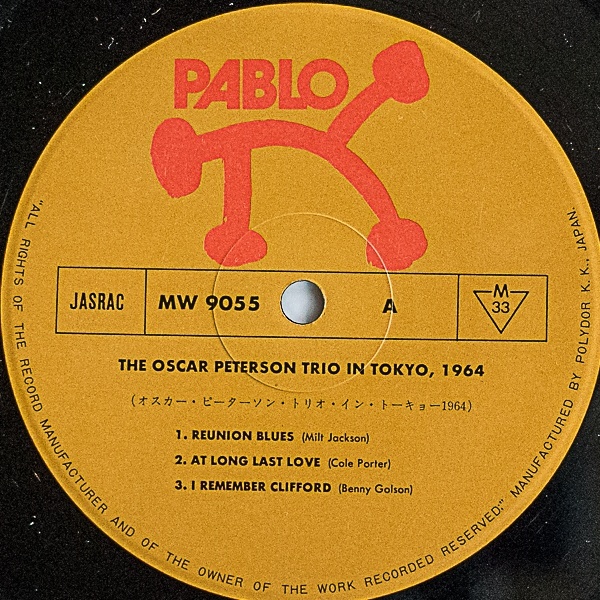 PABLO
JASRAC
MW 9055
A
M
33
THE OSCAR PETERSON TRIO IN TOKYO, 1964
(オスカー・ピーターソン・トリオ・イン・トーキョー1964)
1. REUNION BLUES (Milt Jackson)
2. AT LONG LAST LOVE (Cole Porter)
3. I REMEMBER CLIFFORD (Benny Golson)
"ALL RIGHTS OF THE RECORD MANUFACTURER AND OF THE OWNER OF THE WORK RECORDED RESERVED." MANUFACTURED BY POLYDOR K. K., JAPAN.